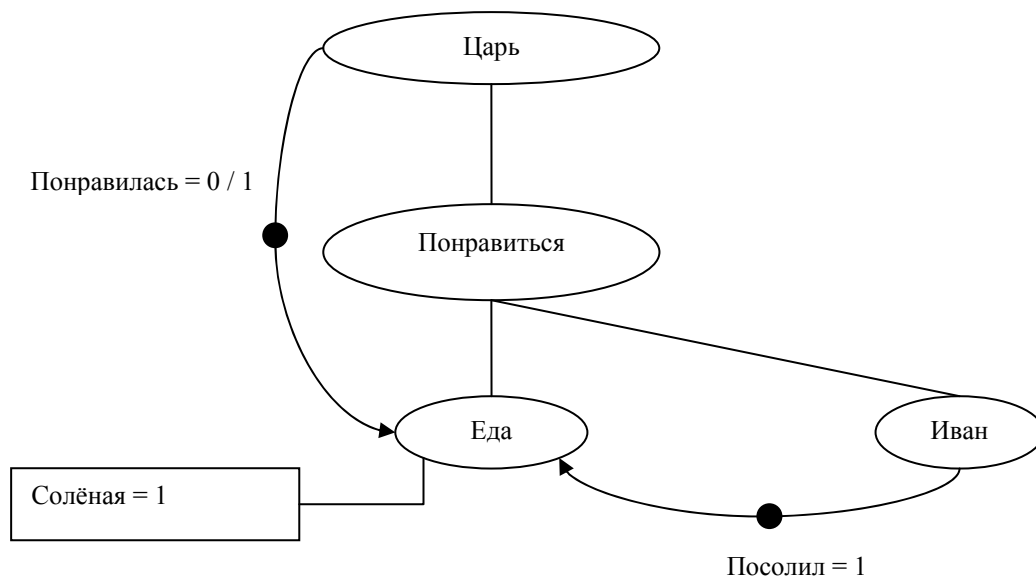 Царь
Понравилась = 0 / 1
Понравиться
Еда
Иван
Солёная = 1
Посолил = 1